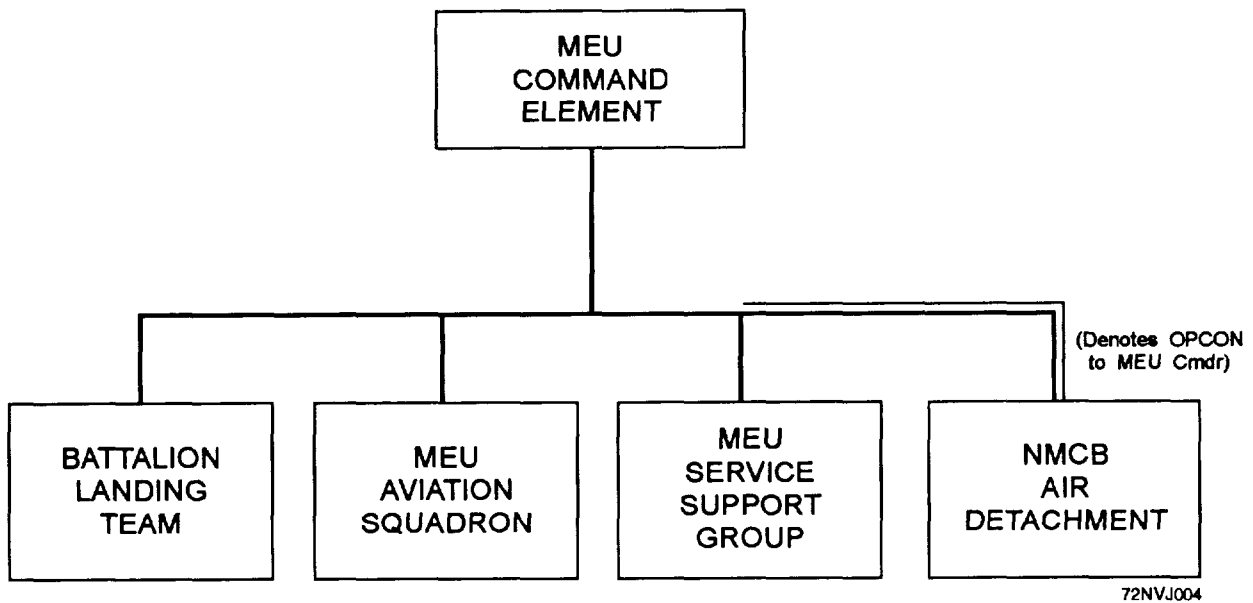 MEU
COMMAND
ELEMENT
(Denotes OPCON
to MEU Cmdr)
BATTALION
LANDING
TEAM
MEU
AVIATION
SQUADRON
MEU
SERVICE
SUPPORT
GROUP
NMCB
AIR
DETACHMENT
72NVJ004